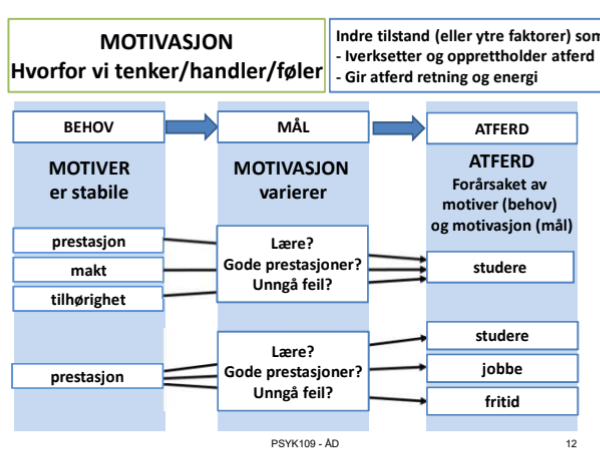 MOTIVASJON
Hvorfor vi tenker/handler/føler
Indre tilstand (eller ytre faktorer) som
- Iverksetter og opprettholder atferd
- Gir atferd retning og energi
BEHOV
MÅL
ATFERD
MOTIVER
er stabile
MOTIVASJON
varierer
ATFERD
Forårsaket av
motiver (behov)
og motivasjon (mål)
prestasjon
makt
tilhørighet
Lære?
Gode prestasjoner?
Unngå feil?
studere
prestasjon
Lære?
Gode prestasjoner?
Unngå feil?
studere
jobbe
fritid
PSYK109 - ÅD
12